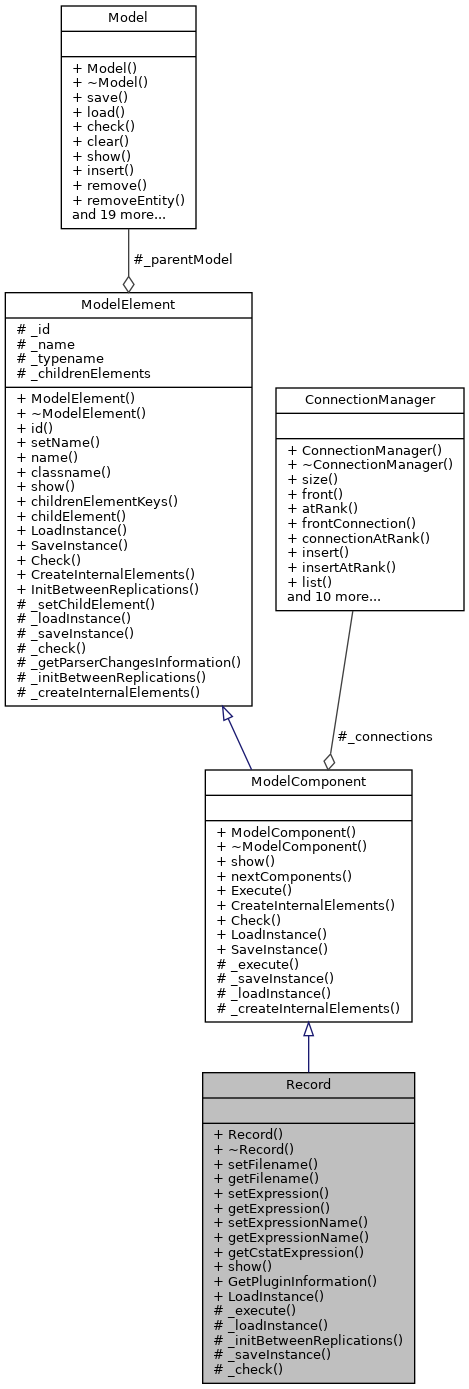 Model
+ Model()
+ ~Model()
+ save()
+ load()
+ check()
+ clear()
+ show()
+ insert()
+ remove()
+ removeEntity()
and 19 more...
#_parentModel
ModelElement
# _id
# _name
# _typename
# _childrenElements
+ ModelElement()
+ ~ModelElement()
+ id()
+ setName()
+ name()
+ classname()
+ show()
+ childrenElementKeys()
+ childElement()
+ LoadInstance()
+ SaveInstance()
+ Check()
+ CreateInternalElements()
+ InitBetweenReplications()
# _setChildElement()
# _loadInstance()
# _saveInstance()
# _check()
# _getParserChangesInformation()
# _initBetweenReplications()
# _createInternalElements()
ConnectionManager
+ ConnectionManager()
+ ~ConnectionManager()
+ size()
+ front()
+ atRank()
+ frontConnection()
+ connectionAtRank()
+ insert()
+ insertAtRank()
+ list()
and 10 more...
#_connections
ModelComponent
+ ModelComponent()
+ ~ModelComponent()
+ show()
+ nextComponents()
+ Execute()
+ CreateInternalElements()
+ Check()
+ LoadInstance()
+ SaveInstance()
# _execute()
# _saveInstance()
# _loadInstance()
# _createInternalElements()
Record
+ Record()
+ ~Record()
+ setFilename()
+ getFilename()
+ setExpression()
+ getExpression()
+ setExpressionName()
+ getExpressionName()
+ getCstatExpression()
+ show()
+ GetPluginInformation()
+ LoadInstance()
# _execute()
# _loadInstance()
# _initBetweenReplications()
# _saveInstance()
# _check()